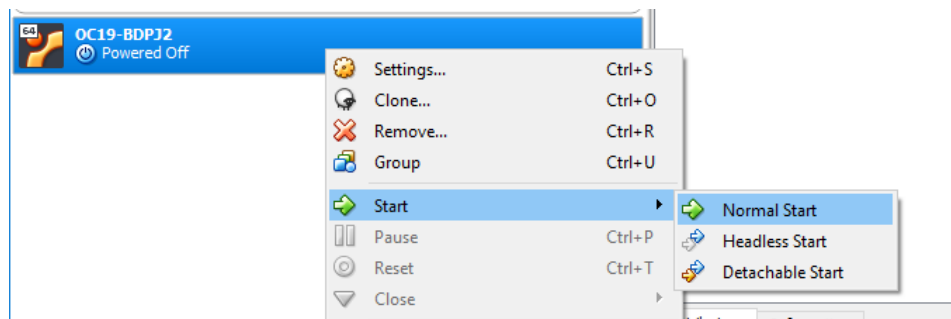 64
OC19-BDPJ2
Powered Off
Settings... Ctrl+S
Clone... Ctrl+O
Remove... Ctrl+R
Group Ctrl+U
Start
Normal Start
Pause Ctrl+P
Headless Start
Reset Ctrl+T
Detachable Start
Close